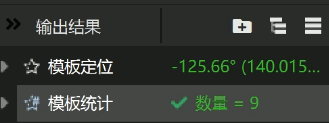 输出结果
模板定位 -125.66° (140.015...
模板统计 数量 = 9